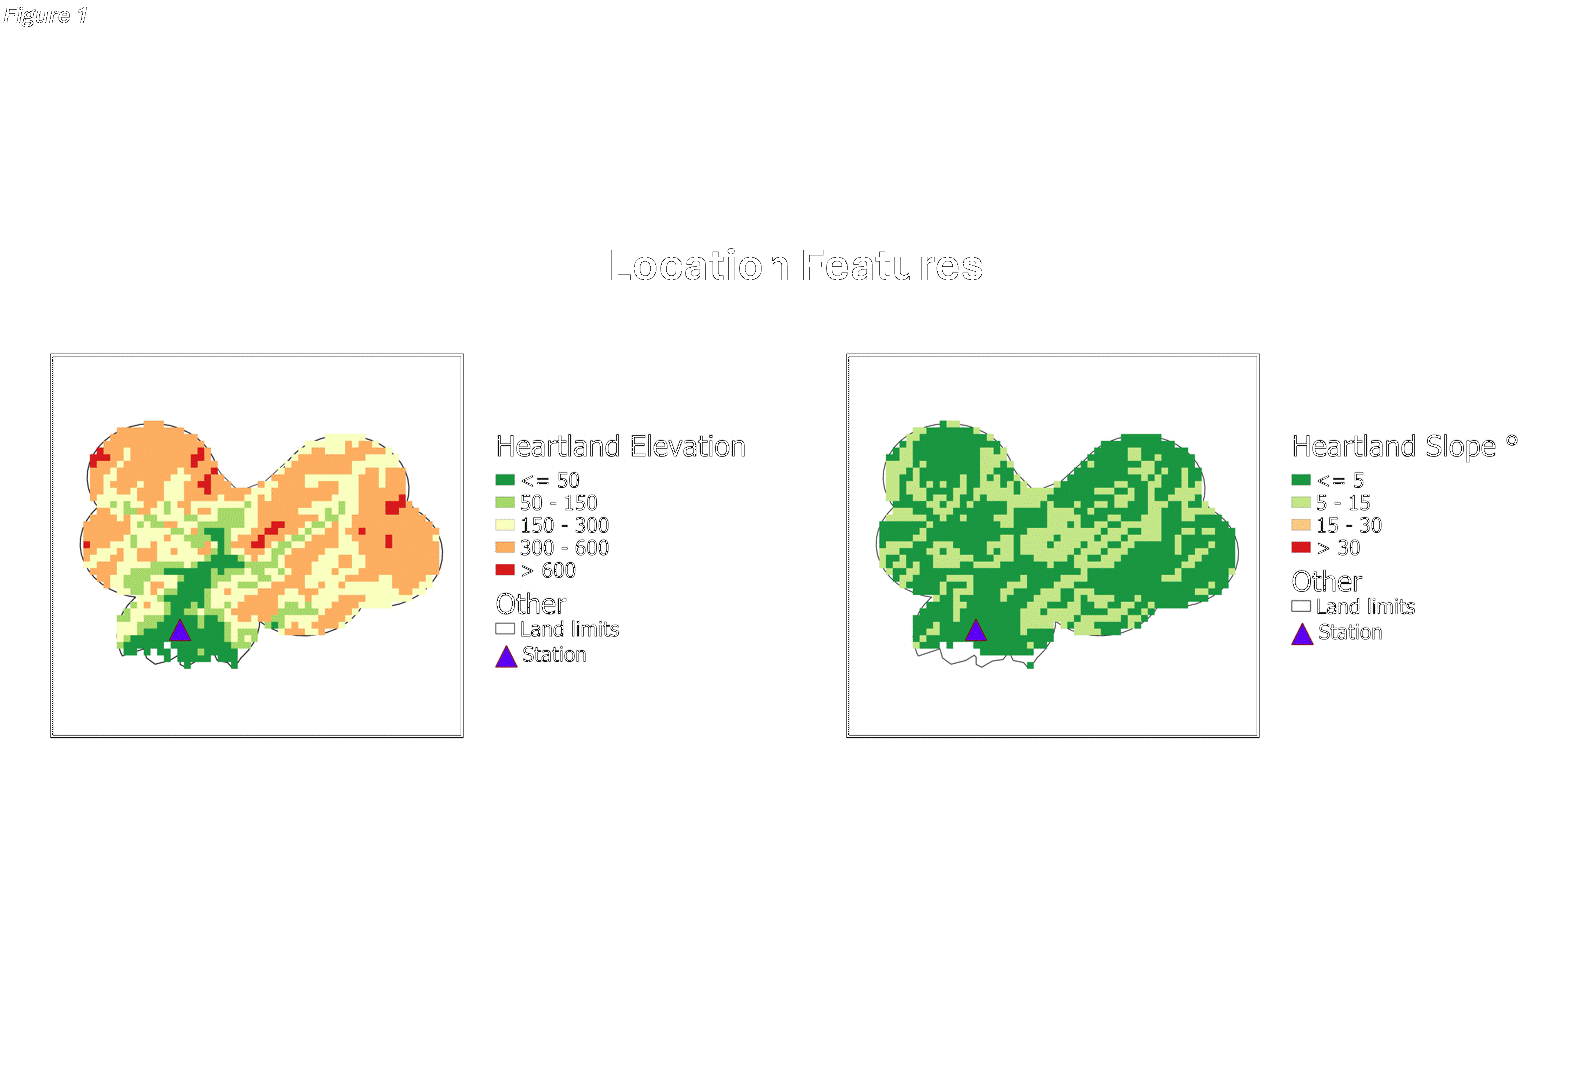 Figure 1
Location Features
Heartland Elevation
<= 50
50 - 150
150 - 300
300 - 600
> 600
Other
Land limits
Station
Heartland Slope º
<= 5
5 - 15
15 - 30
> 30
Other
Land limits
Station